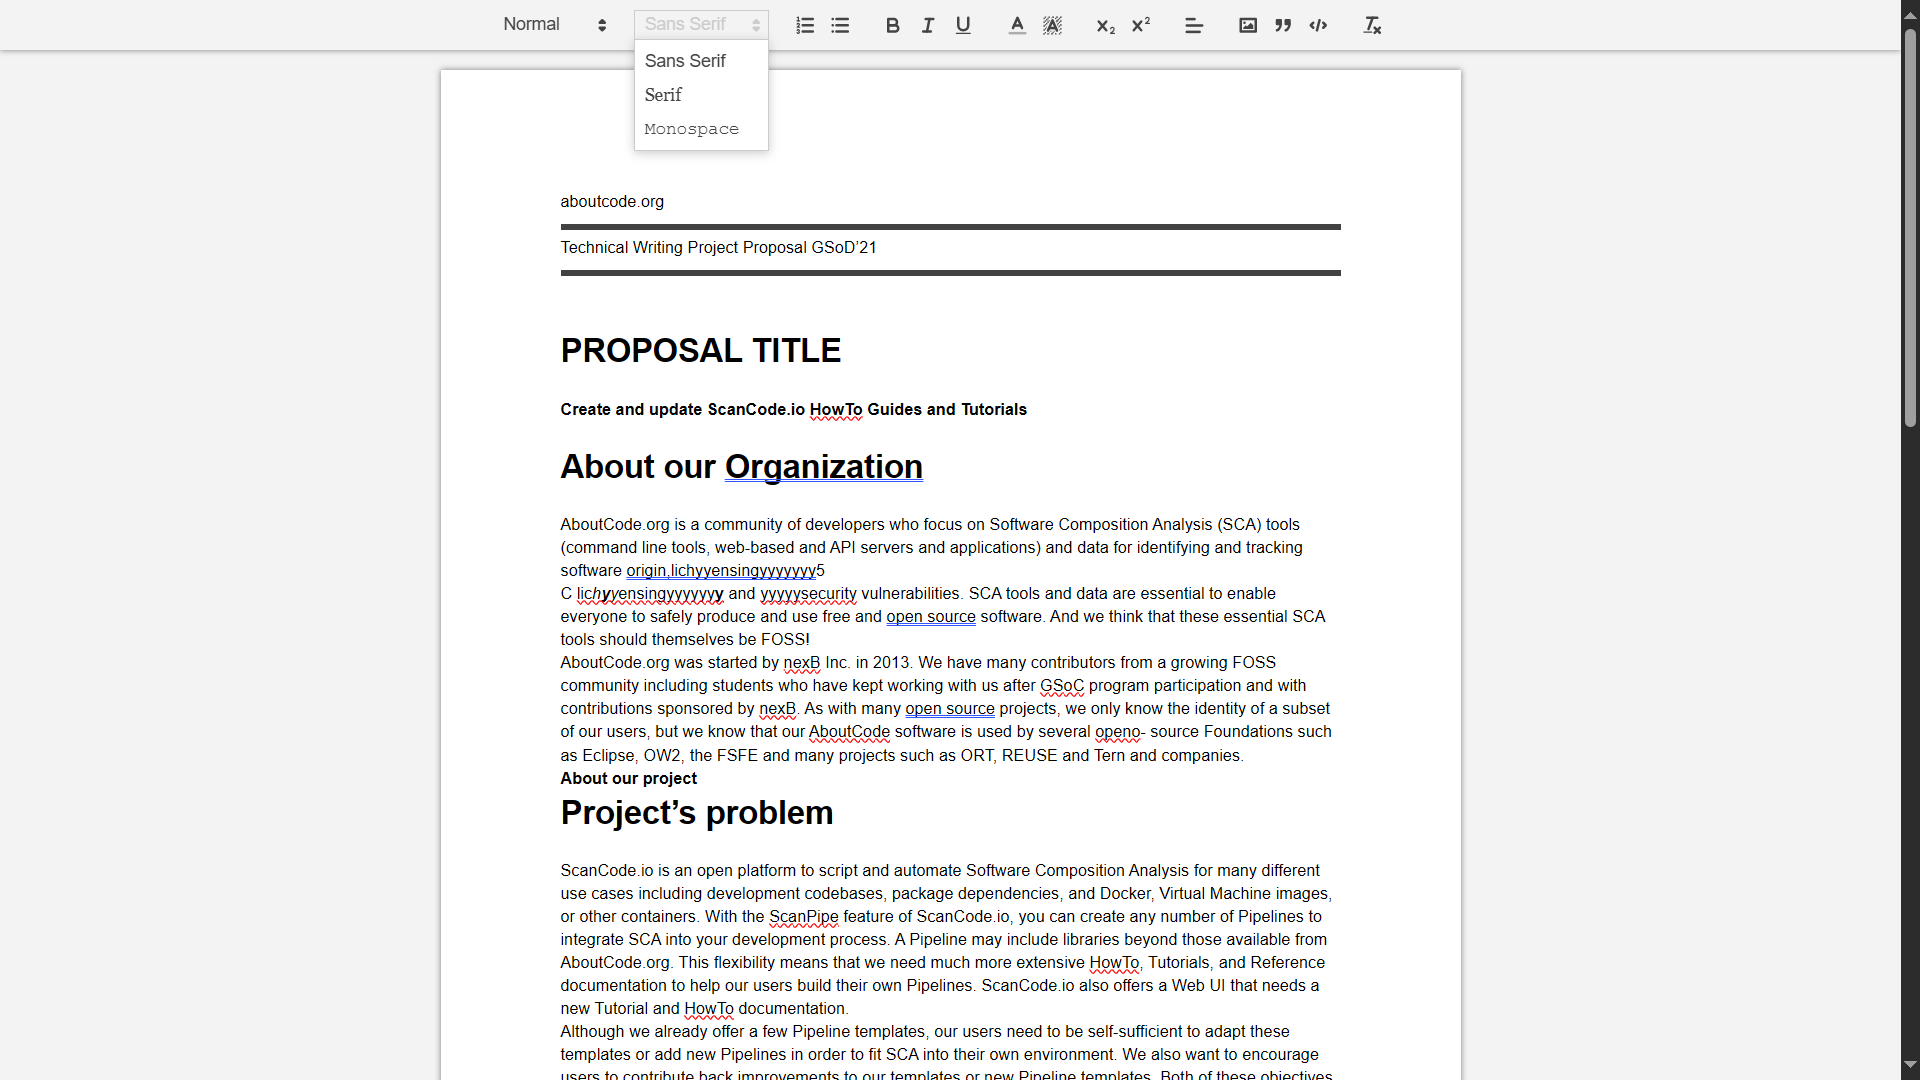 Normal
Sans Serif
Sans Serif
Serif
Monospace
aboutcode.org
Technical Writing Project Proposal GSoD’21
PROPOSAL TITLE
Create and update ScanCode.io HowTo Guides and Tutorials
About our Organization
AboutCode.org is a community of developers who focus on Software Composition Analysis (SCA) tools
(command line tools, web-based and API servers and applications) and data for identifying and tracking
software origin,lichyyensingyyyyyyy5
C lichyyensingyyyyyyy and yyyyysecurity vulnerabilities. SCA tools and data are essential to enable
everyone to safely produce and use free and open source software. And we think that these essential SCA
tools should themselves be FOSS!
AboutCode.org was started by nexB Inc. in 2013. We have many contributors from a growing FOSS
community including students who have kept working with us after GSoC program participation and with
contributions sponsored by nexB. As with many open source projects, we only know the identity of a subset
of our users, but we know that our AboutCode software is used by several openo- source Foundations such
as Eclipse, OW2, the FSFE and many projects such as ORT, REUSE and Tern and companies.
About our project
Project’s problem
ScanCode.io is an open platform to script and automate Software Composition Analysis for many different
use cases including development codebases, package dependencies, and Docker, Virtual Machine images,
or other containers. With the ScanPipe feature of ScanCode.io, you can create any number of Pipelines to
integrate SCA into your development process. A Pipeline may include libraries beyond those available from
AboutCode.org. This flexibility means that we need much more extensive HowTo, Tutorials, and Reference
documentation to help our users build their own Pipelines. ScanCode.io also offers a Web UI that needs a
new Tutorial and HowTo documentation.
Although we already offer a few Pipeline templates, our users need to be self-sufficient to adapt these
templates or add new Pipelines in order to fit SCA into their own environment. We also want to encourage
users to contribute back improvements to our templates or new Pipeline templates. Both of these objectives